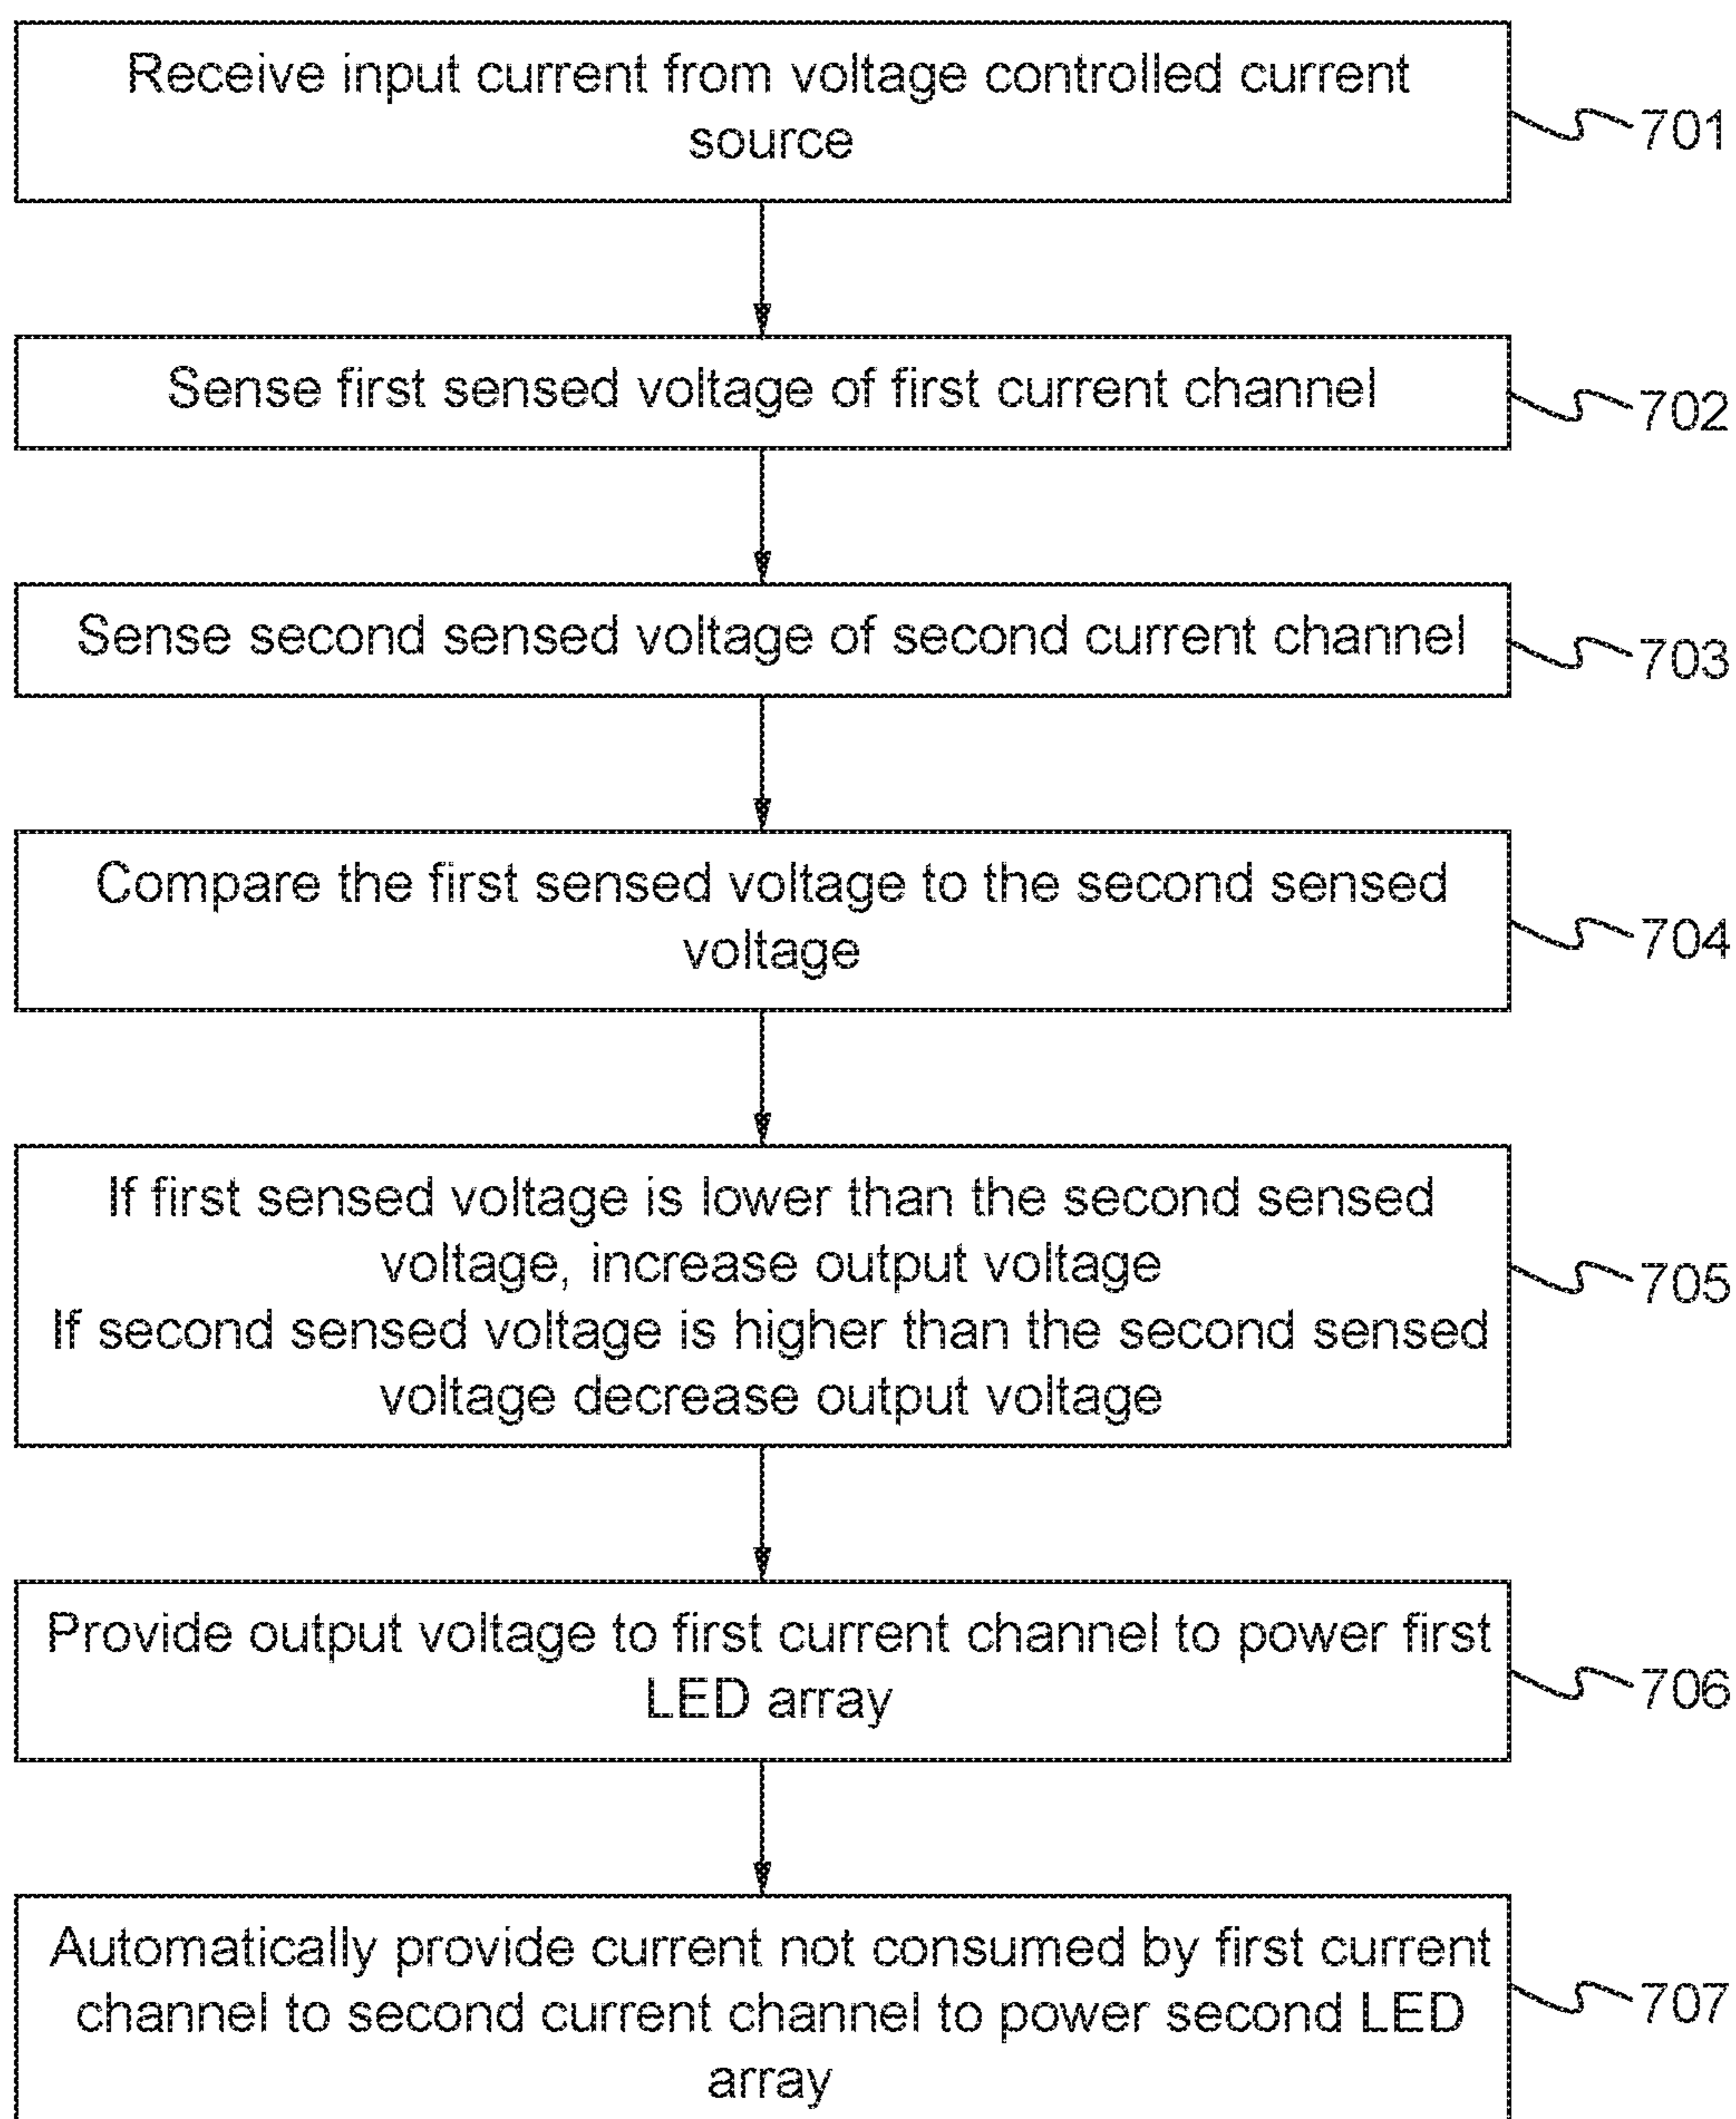 Receive input current from voltage controlled current
source
701
Sense first sensed voltage of first current channel
702
Sense second sensed voltage of second current channel
703
Compare the first sensed voltage to the second sensed
voltage
704
If first sensed voltage is lower than the second sensed
voltage, increase output voltage
If second sensed voltage is higher than the second sensed
voltage decrease output voltage
705
Provide output voltage to first current channel to power first
LED array
706
Automatically provide current not consumed by first current
channel to second current channel to power second LED
array
707